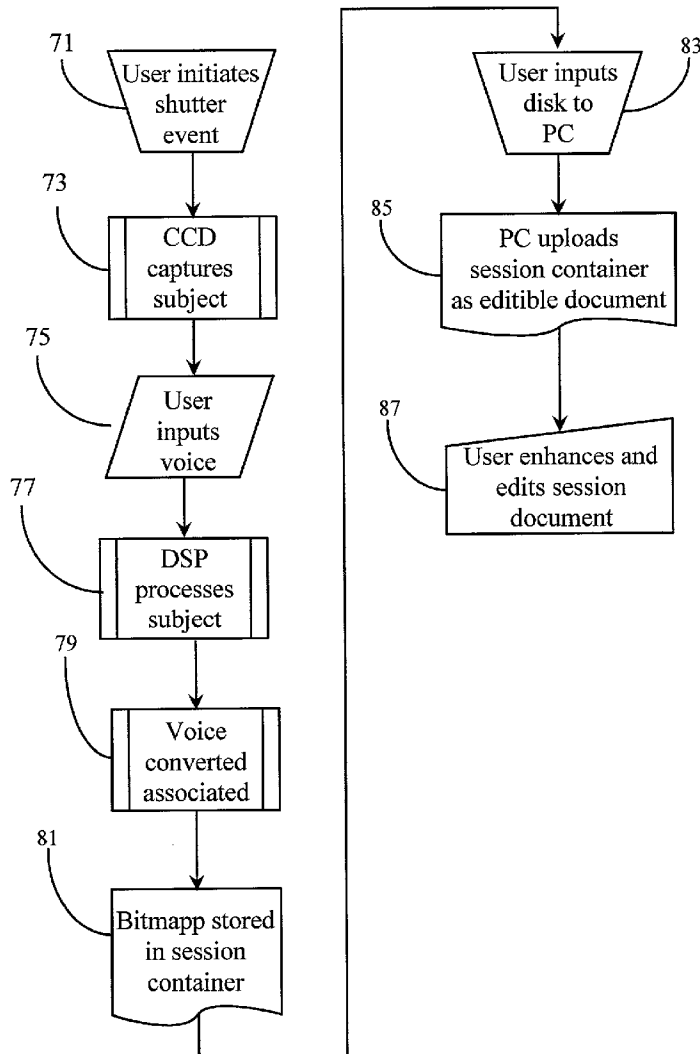 71
User initiates
shutter
event
73
CCD
captures
subject
75
User
inputs
voice
77
DSP
processes
subject
79
Voice
converted
associated
81
Bitmapp stored
in session
container
83
User inputs
disk to
PC
85
PC uploads
session container
as editible document
87
User enhances and
edits session
document